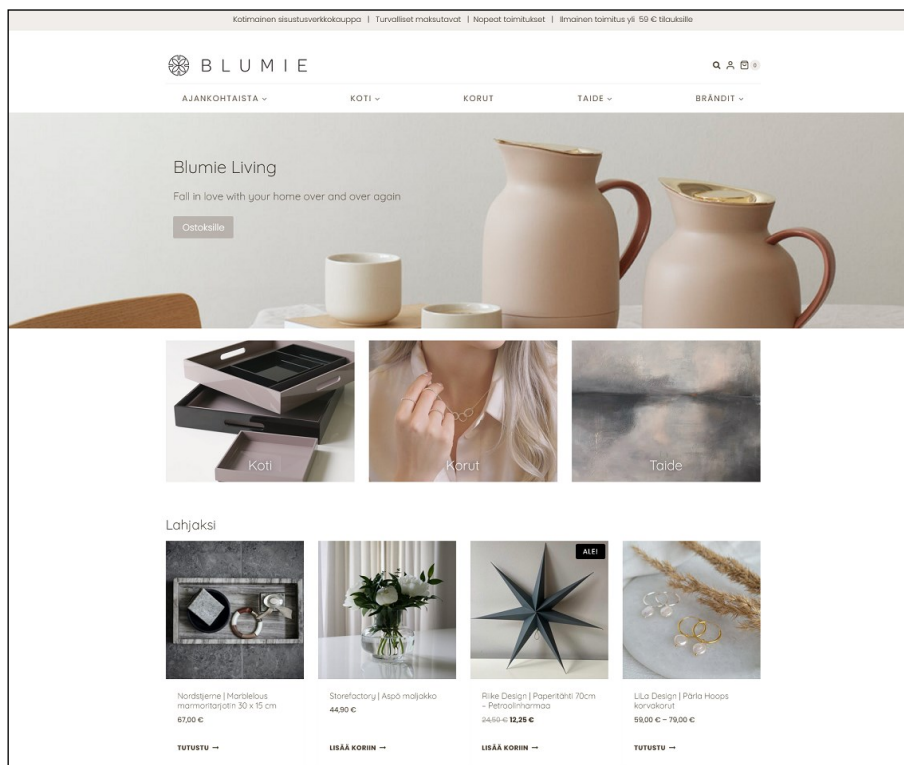 Kotimainen sisustusverkkokauppa | Turvalliset maksutavat | Nopeat toimitukset | Ilmainen toimitus yli 59 € tilauksille
BLUMIE
0
AJANKOHTAISTA KOTI KORUT TAIDE BRÄNDIT
Blumie Living
Fall in love with your home over and over again
Ostoksille
Koti Korut Taide
Lahjaksi
ALE!
Nordstjerne | Marblelous
marmoritarjotin 30 x 15 cm
67,00 €
TUTUSTU →
Storefactory | Äspö maljakko
44,90 €
LISÄÄ KORIIN →
Rilke Design | Paperitähti 70cm
– Petroolinharmaa
24,50 € 12,25 €
LISÄÄ KORIIN →
LiLa Design | Pärla Hoops
korvakorut
59,00 € – 79,00 €
TUTUSTU →